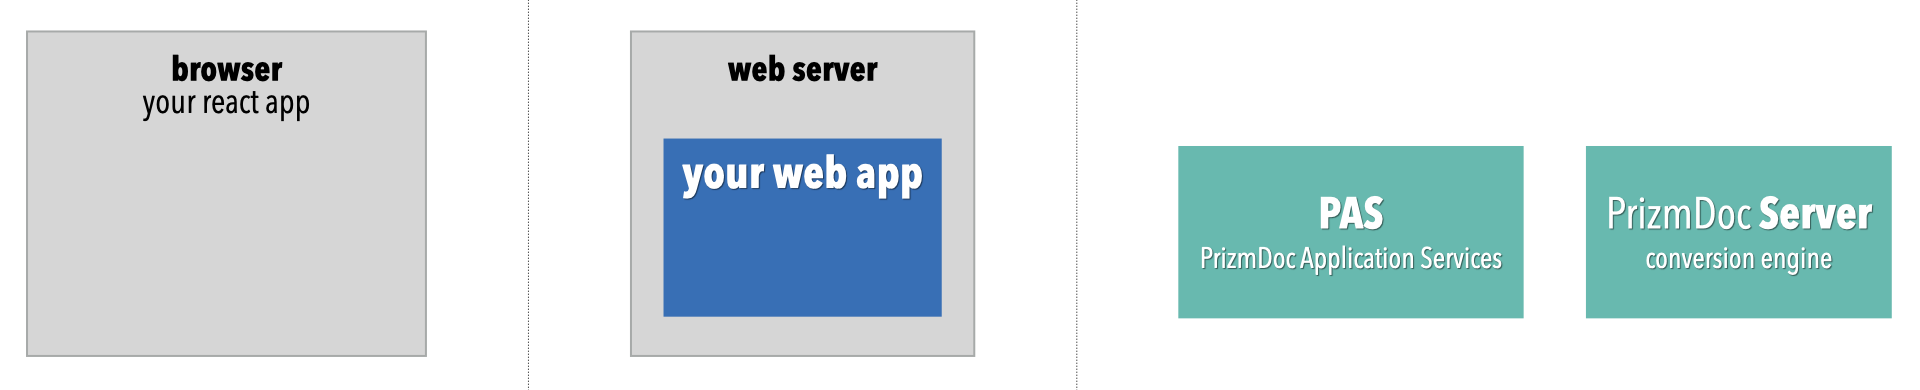 browser
your react app
web server
your web app
PAS
PrizmDoc Application Services
PrizmDoc Server
conversion engine